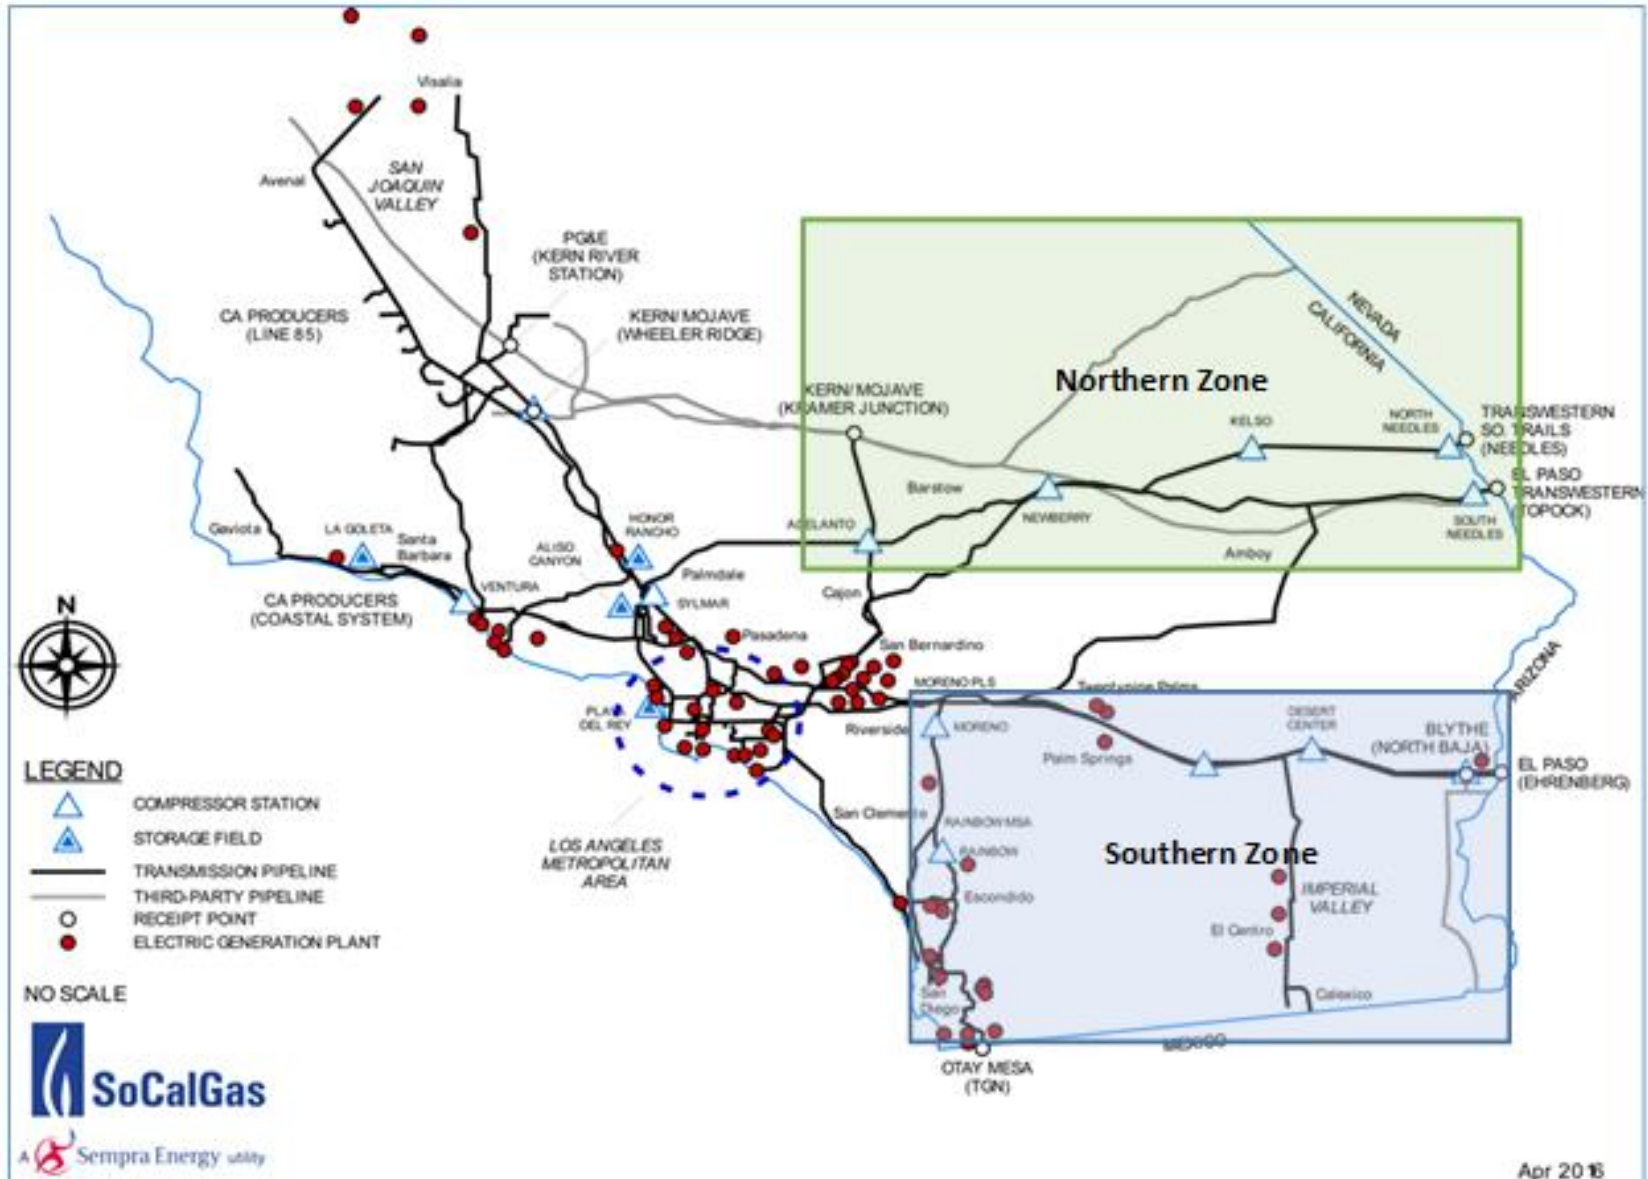 Visalia
SAN
JOAQUIN
VALLEY
Avenal
PG&E
(KERN RIVER
STATION)
CA PRODUCERS
(LINE 85)
KERN/MOJAVE
(WHEELER RIDGE)
NEVADA
CALIFORNIA
Northern Zone
KERN/MOJAVE
(KRAMER JUNCTION)
KELSO
NORTH
NEEDLES
TRANSWESTERN
SO. TRAILS
(NEEDLES)
EL PASO
TRANSWESTERN
(TOPOCK)
Barstow
NEWBERRY
SOUTH
NEEDLES
ADELANTO
Amboy
Gaviota
LA GOLETA
Santa
Barbara
HONOR
RANCHO
ALISO
CANYON
VENTURA
Palmdale
SYLMAR
Cajon
CA PRODUCERS
(COASTAL SYSTEM)
N
Pasadena
San Bernardino
MORENO PLS
Twentynine Palms
ARIZONA
PLAYA
DEL REY
Riverside
MORENO
Palm Springs
DESERT
CENTER
BLYTHE
(NORTH BAJA)
EL PASO
(EHRENBERG)
LEGEND
COMPRESSOR STATION
STORAGE FIELD
TRANSMISSION PIPELINE
THIRD-PARTY PIPELINE
RECEIPT POINT
ELECTRIC GENERATION PLANT
NO SCALE
LOS ANGELES
METROPOLITAN
AREA
San Clemente
RAINBOW MSA
RAINBOW
Southern Zone
Escondido
IMPERIAL
VALLEY
El Centro
San
Diego
Calexico
MEXICO
OTAY MESA
(TGN)
SoCalGas
A Sempra Energy utility
Apr 2016